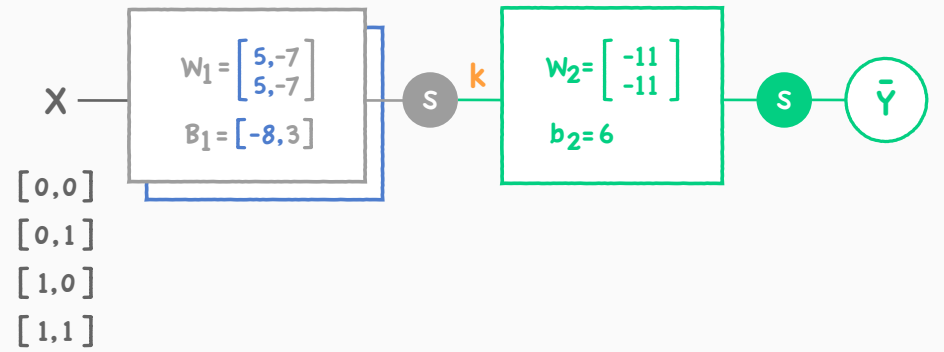 X
W1 = [5,-7
5,-7]
B1 = [-8,3]
S
k
W2 = [-11
-11]
b2 = 6
S
Ȳ
[0,0]
[0,1]
[1,0]
[1,1]